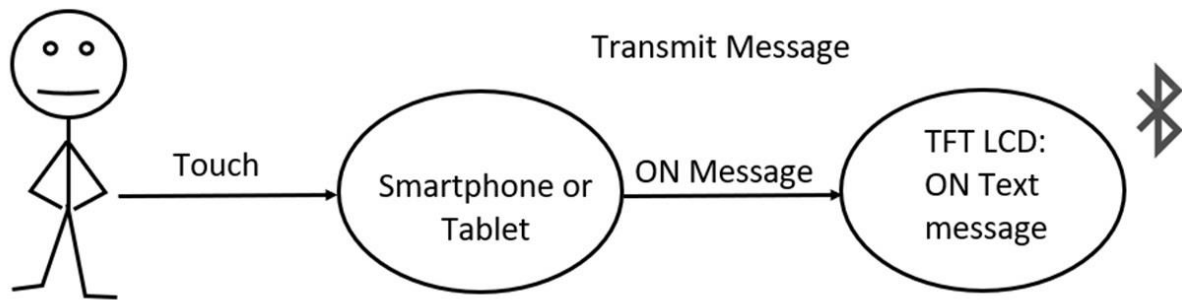 Transmit Message
Touch
Smartphone or
Tablet
ON Message
TFT LCD:
ON Text
message